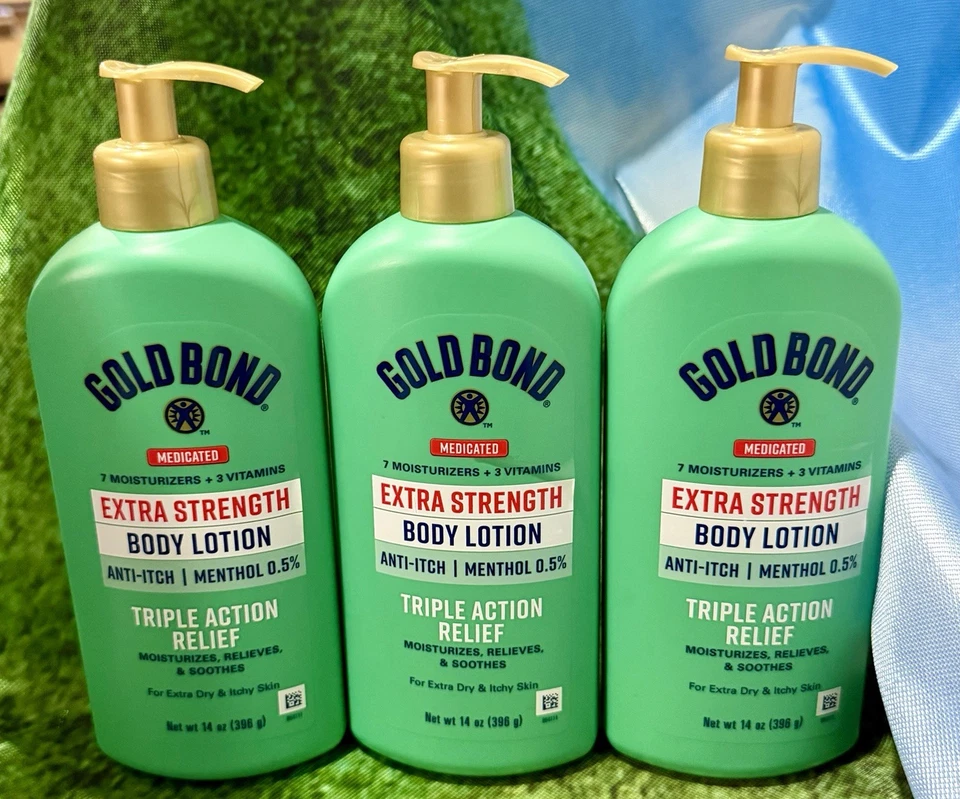 GOLD BOND®
TM
MEDICATED
7 MOISTURIZERS + 3 VITAMINS
EXTRA STRENGTH
BODY LOTION
ANTI-ITCH | MENTHOL 0.5%
TRIPLE ACTION
RELIEF
MOISTURIZES, RELIEVES,
& SOOTHES
For Extra Dry & Itchy Skin
Net wt 14 oz (396 g)
GOLD BOND®
TM
MEDICATED
7 MOISTURIZERS + 3 VITAMINS
EXTRA STRENGTH
BODY LOTION
ANTI-ITCH | MENTHOL 0.5%
TRIPLE ACTION
RELIEF
MOISTURIZES, RELIEVES,
& SOOTHES
For Extra Dry & Itchy Skin
Net wt 14 oz (396 g)
GOLD BOND®
TM
MEDICATED
7 MOISTURIZERS + 3 VITAMINS
EXTRA STRENGTH
BODY LOTION
ANTI-ITCH | MENTHOL 0.5%
TRIPLE ACTION
RELIEF
MOISTURIZES, RELIEVES,
& SOOTHES
For Extra Dry & Itchy Skin
Net wt 14 oz (396 g)